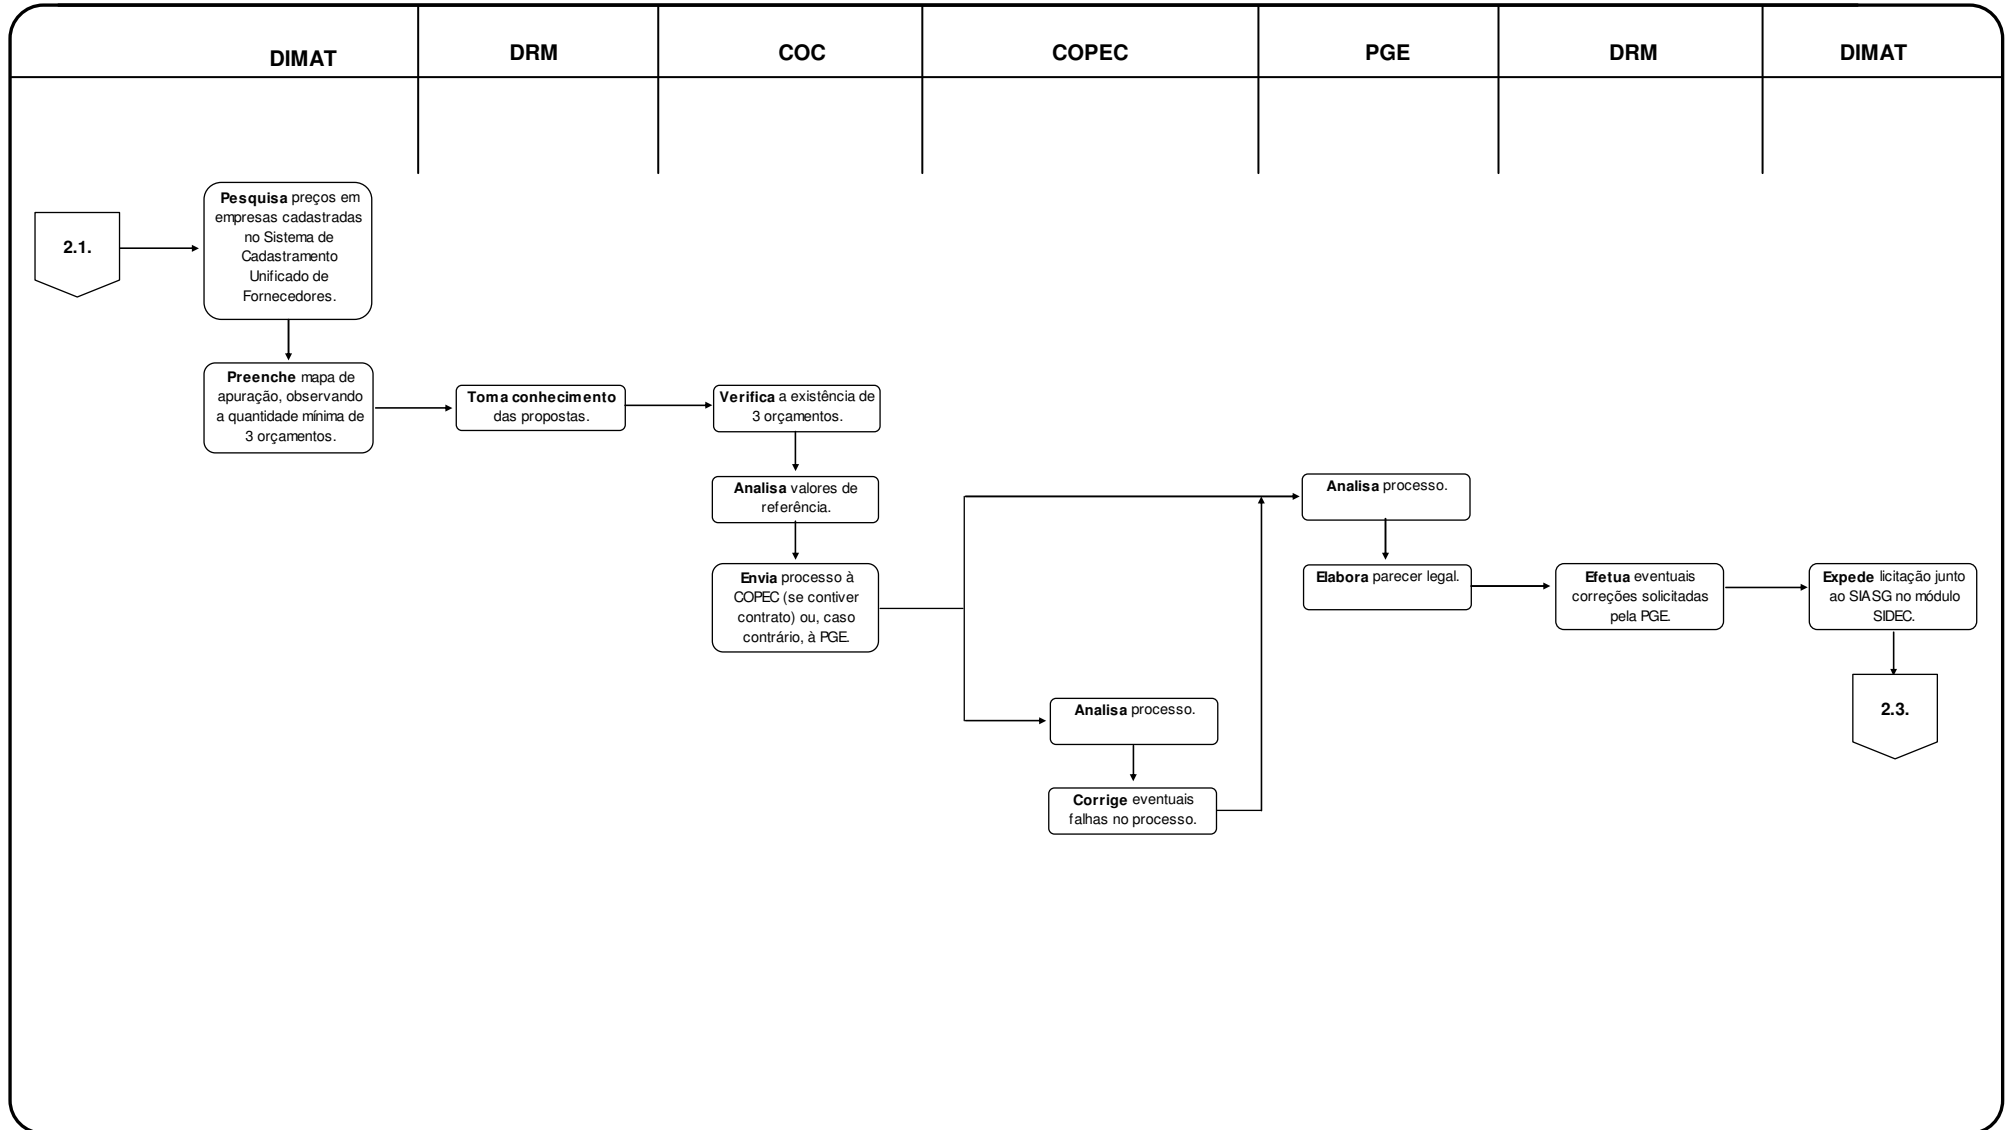 DIMAT
DRM
COC
COPEC
PGE
DRM
DIMAT
2.1.
Pesquisa preços em
empresas cadastradas
no Sistema de
Cadastramento
Unificado de
Fornecedores.
Preenche mapa de
apuração, observando
a quantidade mínima de
3 orçamentos.
Toma conhecimento
das propostas.
Verifica a existência de
3 orçamentos.
Analisa valores de
referência.
Envia processo à
COPEC (se contiver
contrato) ou, caso
contrário, à PGE.
Analisa processo.
Corrige eventuais
falhas no processo.
Analisa processo.
Elabora parecer legal.
Efetua eventuais
correções solicitadas
pela PGE.
Expede licitação junto
ao SIASG no módulo
SIDEC.
2.3.